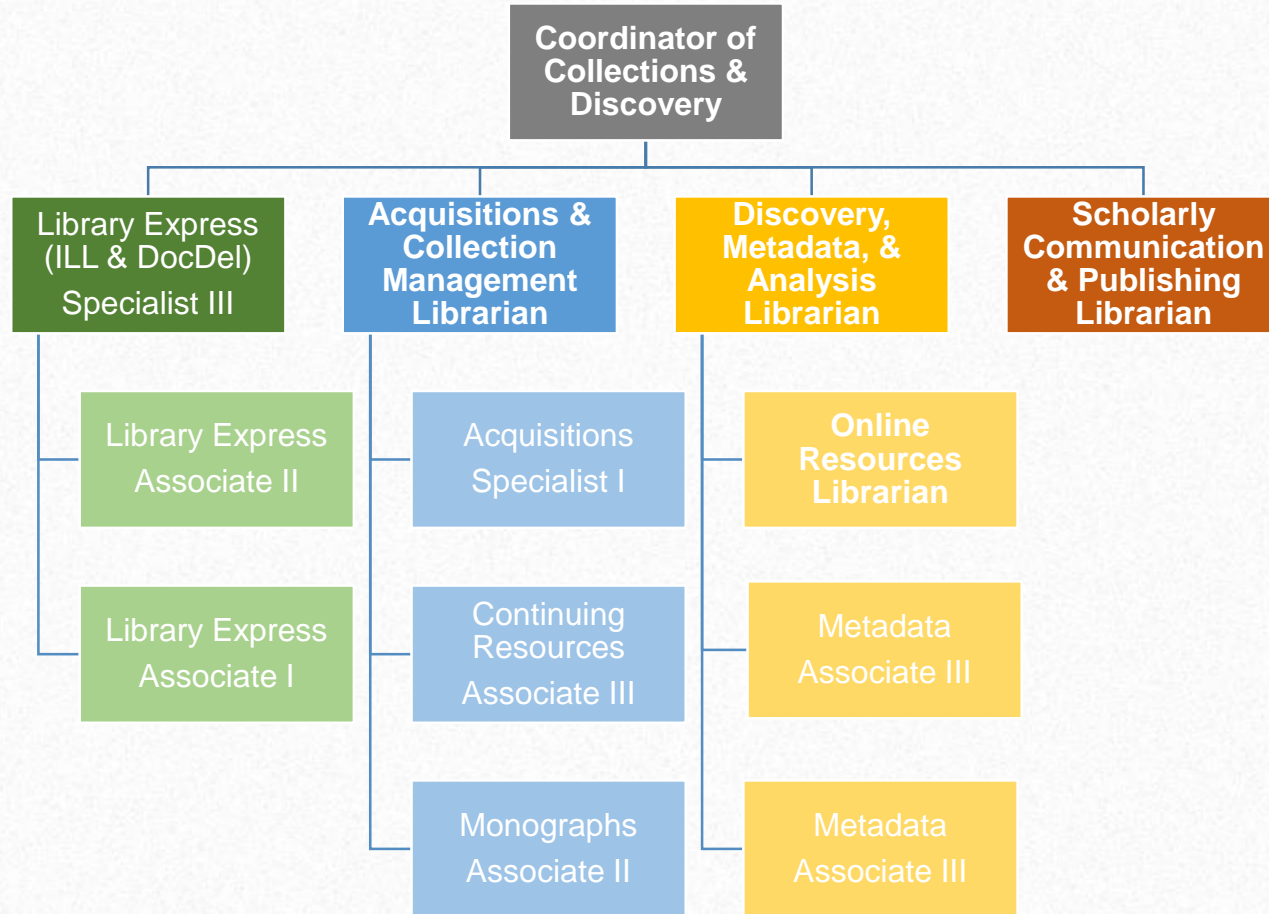 Coordinator of
Collections &
Discovery
Library Express
(ILL & DocDel)
Specialist III
Acquisitions &
Collection
Management
Librarian
Discovery,
Metadata, &
Analysis
Librarian
Scholarly
Communication
& Publishing
Librarian
Library Express
Associate II
Acquisitions
Specialist I
Online
Resources
Librarian
Library Express
Associate I
Continuing
Resources
Associate III
Metadata
Associate III
Monographs
Associate II
Metadata
Associate III